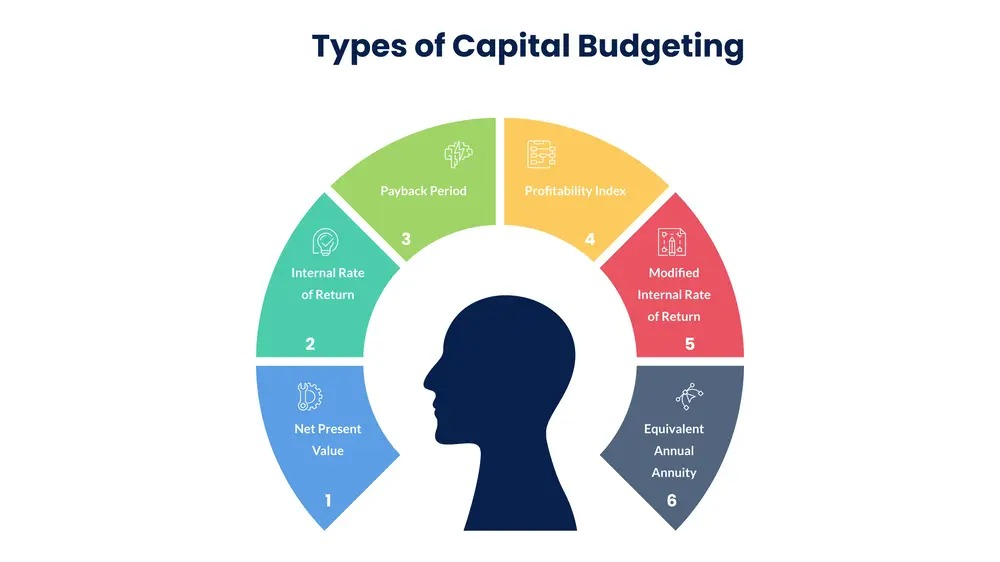 Types of Capital Budgeting
Net Present
Value
1
Internal Rate
of Return
2
Payback Period
3
Profitability Index
4
Modified
Internal Rate
of Return
5
Equivalent
Annual
Annuity
6